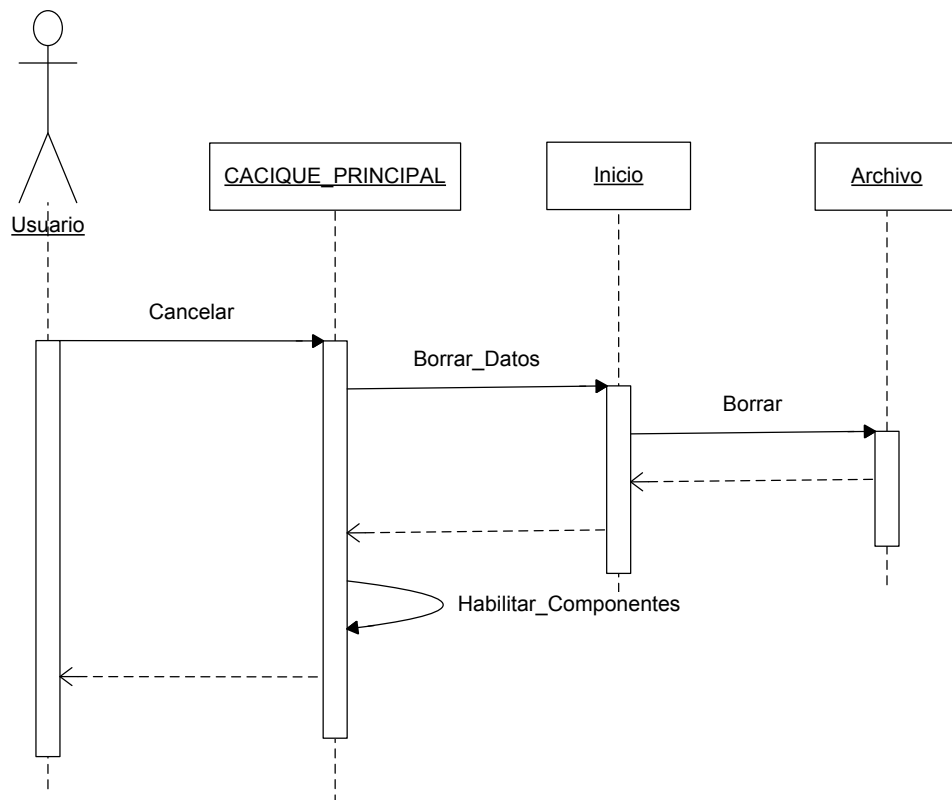 CACIQUE_PRINCIPAL
Inicio
Archivo
Usuario
Cancelar
Borrar_Datos
Borrar
Habilitar_Componentes